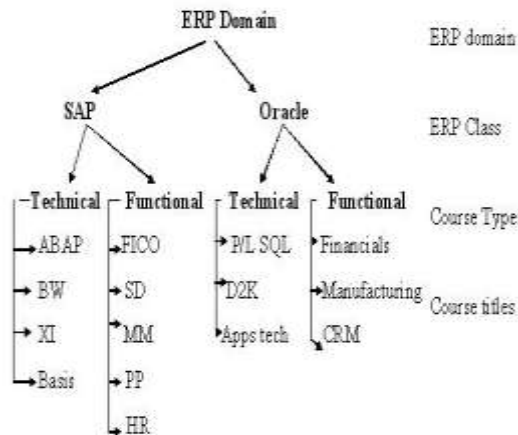 ERP Domain
ERP domain
SAP Oracle
ERP Class
Technical Functional Technical Functional
Course Type
ABAP FICO P/L SQL Financials
BW SD D2K Manufacturing
Course titles
XI MM Apps tech CRM
Basis PP
HR